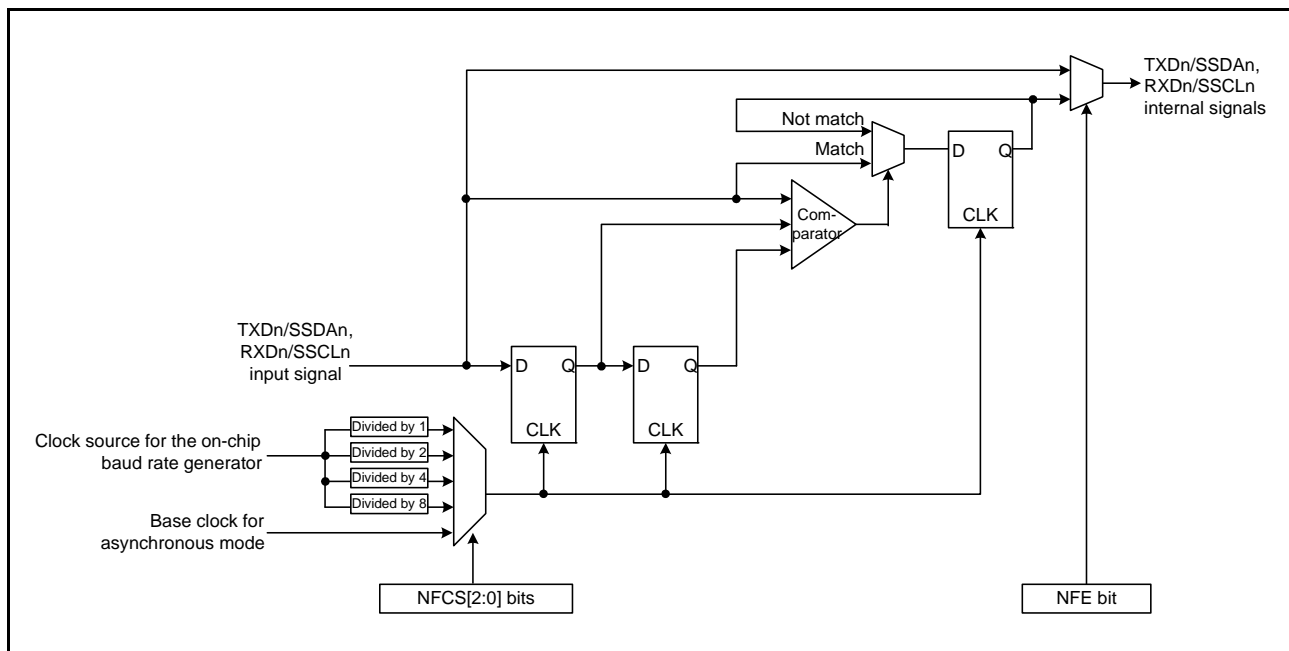 TXDn/SSDAn,
RXDn/SSCLn
internal signals
Not match
Match
D
Q
CLK
Com-
parator
TXDn/SSDAn,
RXDn/SSCLn
input signal
D
Q
CLK
D
Q
CLK
Clock source for the on-chip
baud rate generator
Divided by 1
Divided by 2
Divided by 4
Divided by 8
Base clock for
asynchronous mode
NFCS[2:0] bits
NFE bit